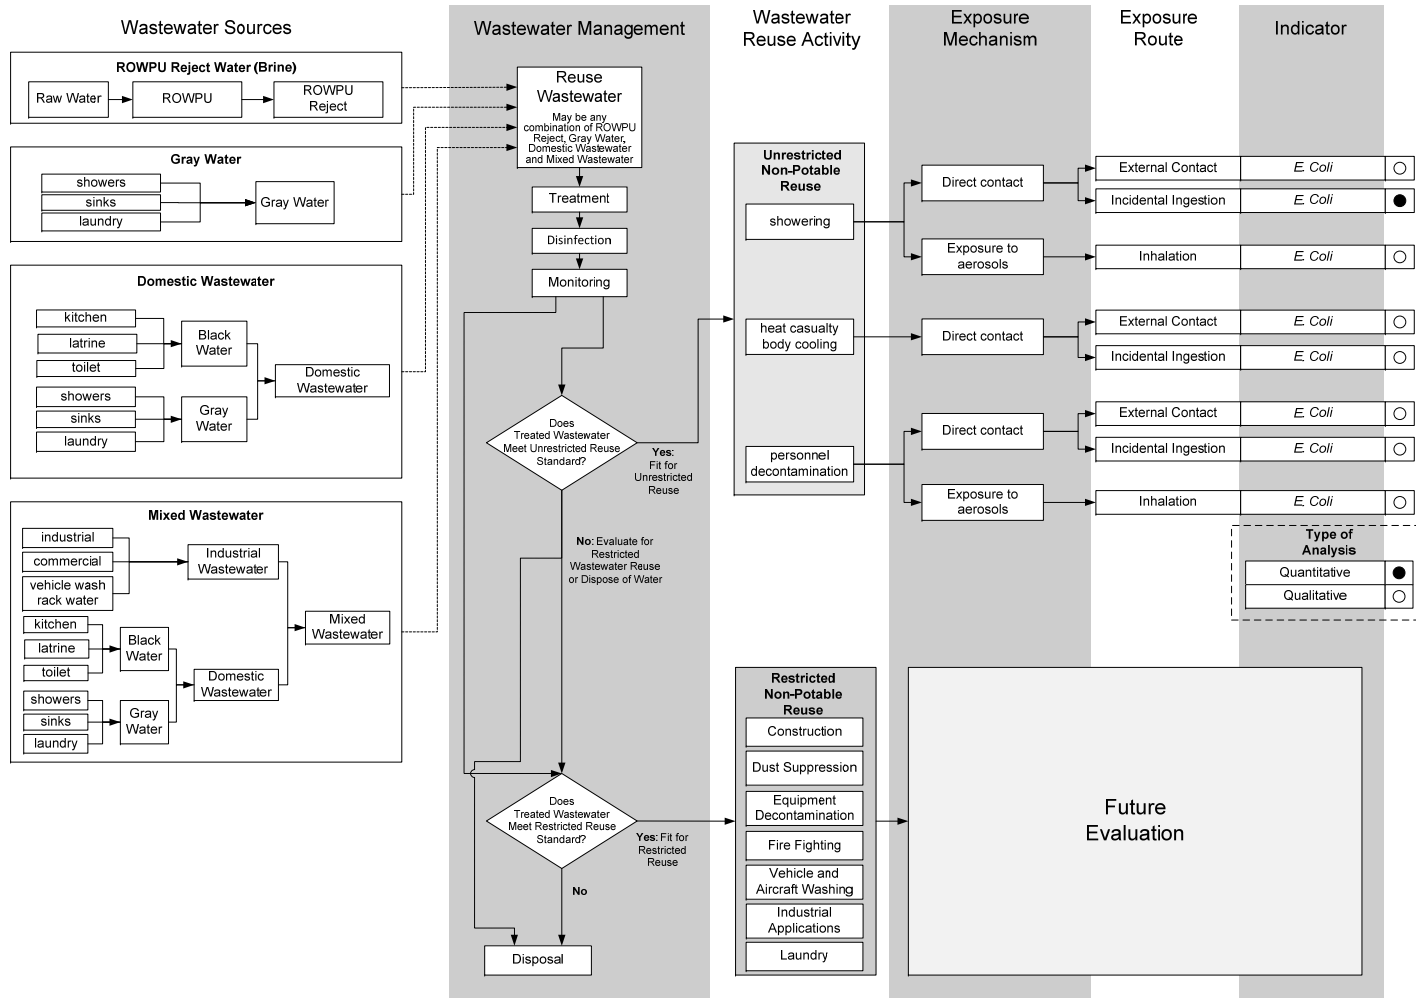 Wastewater Sources
Wastewater Management
Wastewater
Reuse Activity
Exposure
Mechanism
Exposure
Route
Indicator
ROWPU Reject Water (Brine)
Raw Water
ROWPU
ROWPU
Reject
Gray Water
showers
sinks
laundry
Gray Water
Domestic Wastewater
kitchen
latrine
toilet
Black
Water
showers
sinks
laundry
Gray
Water
Domestic
Wastewater
Mixed Wastewater
industrial
commercial
vehicle wash
rack water
Industrial
Wastewater
kitchen
latrine
toilet
Black
Water
showers
sinks
laundry
Gray
Water
Domestic
Wastewater
Mixed
Wastewater
Reuse
Wastewater
May be any
combination of ROWPU
Reject, Gray Water,
Domestic Wastewater
and Mixed Wastewater
Treatment
Disinfection
Monitoring
Does
Treated Wastewater
Meet Unrestricted Reuse
Standard?
Yes:
Fit for
Unrestricted
Reuse
No: Evaluate for
Restricted
Wastewater Reuse
or Dispose of Water
Does
Treated Wastewater
Meet Restricted Reuse
Standard?
Yes: Fit for
Restricted
Reuse
No
Disposal
Unrestricted
Non-Potable
Reuse
showering
heat casualty
body cooling
personnel
decontamination
Direct contact
Exposure to
aerosols
Direct contact
Direct contact
Exposure to
aerosols
External Contact
E. Coli
Incidental Ingestion
E. Coli
Inhalation
E. Coli
External Contact
E. Coli
Incidental Ingestion
E. Coli
External Contact
E. Coli
Incidental Ingestion
E. Coli
Inhalation
E. Coli
Type of
Analysis
Quantitative
Qualitative
Restricted
Non-Potable
Reuse
Construction
Dust Suppression
Equipment
Decontamination
Fire Fighting
Vehicle and
Aircraft Washing
Industrial
Applications
Laundry
Future
Evaluation